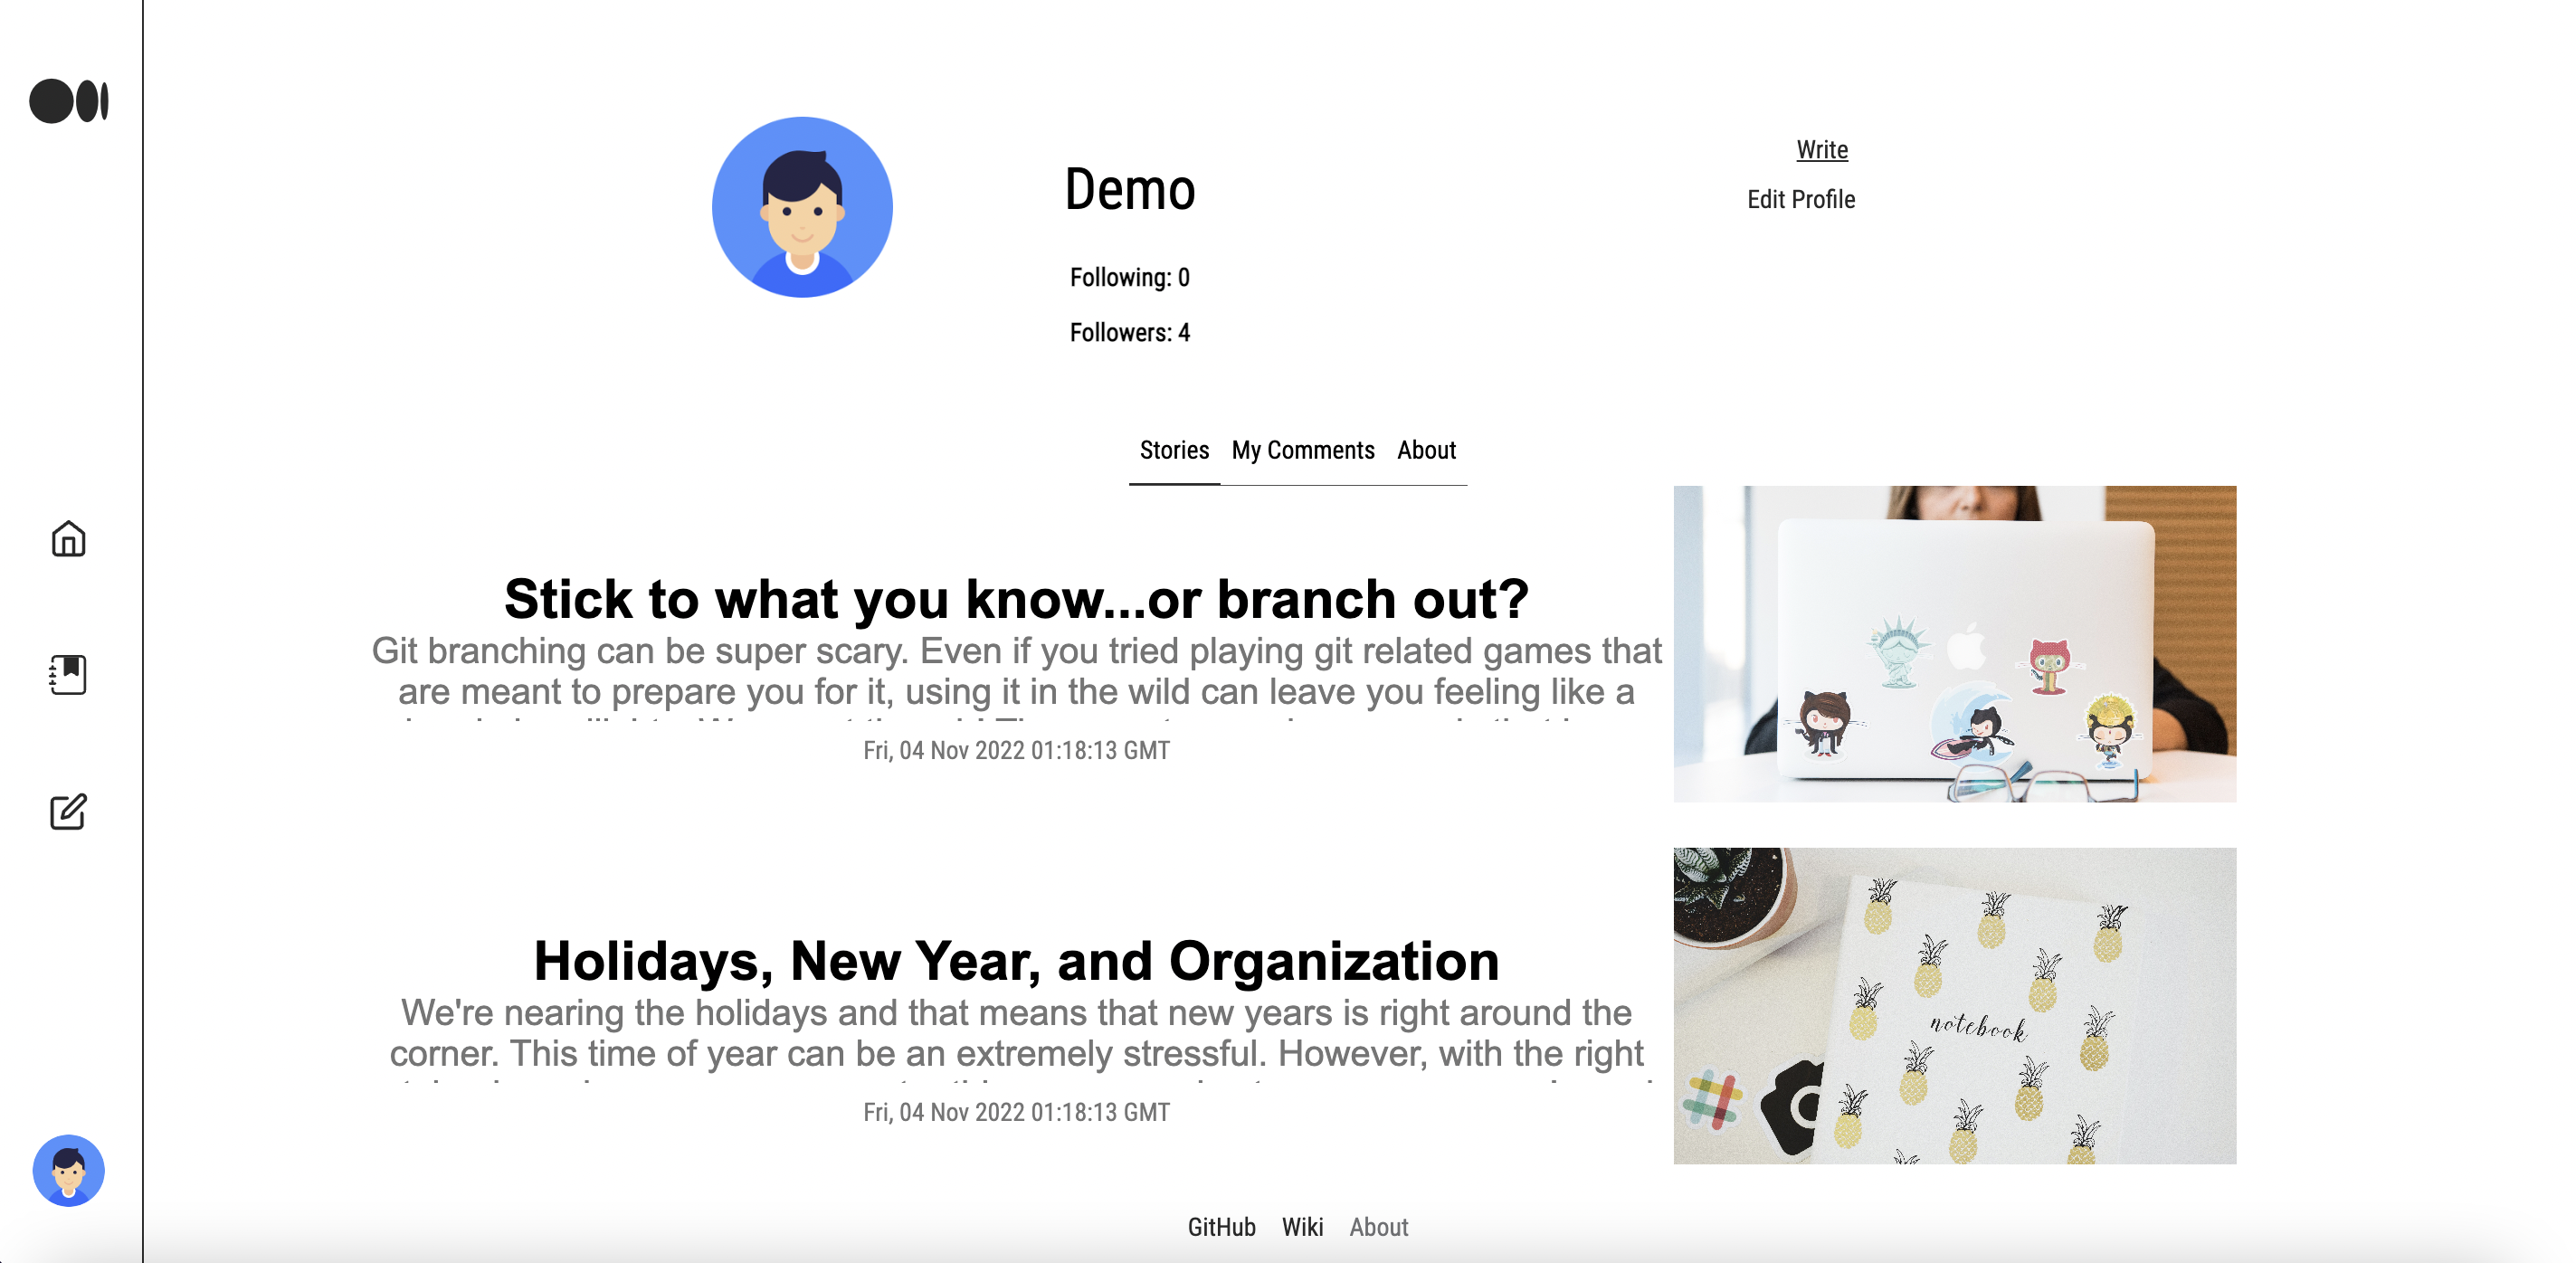 Write
Demo
Edit Profile
Following: 0
Followers: 4
Stories My Comments About
Stick to what you know...or branch out?
Git branching can be super scary. Even if you tried playing git related games that
are meant to prepare you for it, using it in the wild can leave you feeling like a
Fri, 04 Nov 2022 01:18:13 GMT
Holidays, New Year, and Organization
We're nearing the holidays and that means that new years is right around the
corner. This time of year can be an extremely stressful. However, with the right
notebook
Fri, 04 Nov 2022 01:18:13 GMT
GitHub Wiki About